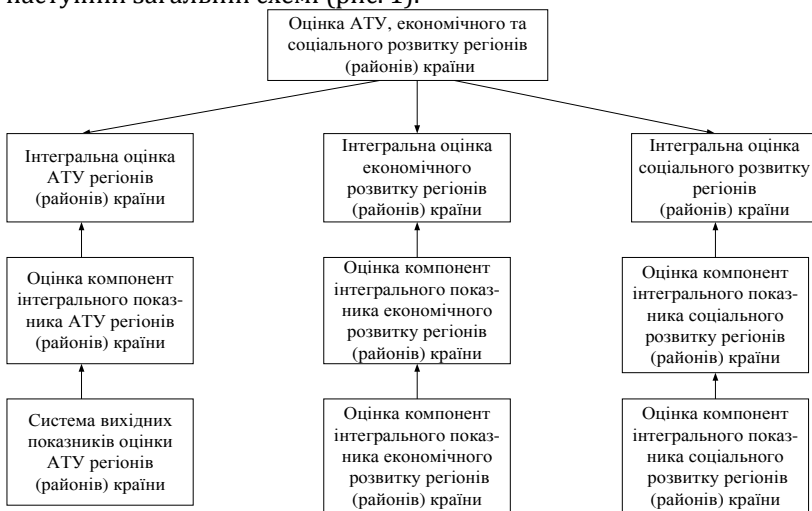 наступній загальній схемі (рис. 1).
Оцінка АТУ, економічного та
соціального розвитку регіонів
(районів) країни
Інтегральна оцінка
АТУ регіонів
(районів) країни
Інтегральна оцінка
економічного
розвитку регіонів
(районів) країни
Інтегральна оцінка
соціального розвитку
регіонів
(районів) країни
Оцінка компонент
інтегрального показ-
ника АТУ регіонів
(районів) країни
Оцінка компонент
інтегрального показ-
ника економічного
розвитку регіонів
(районів) країни
Оцінка компонент
інтегрального показ-
ника соціального
розвитку регіонів
(районів) країни
Система вихідних
показників оцінки
АТУ регіонів
(районів) країни
Оцінка компонент
інтегрального показ-
ника економічного
розвитку регіонів
(районів) країни
Оцінка компонент
інтегрального показ-
ника соціального
розвитку регіонів
(районів) країни